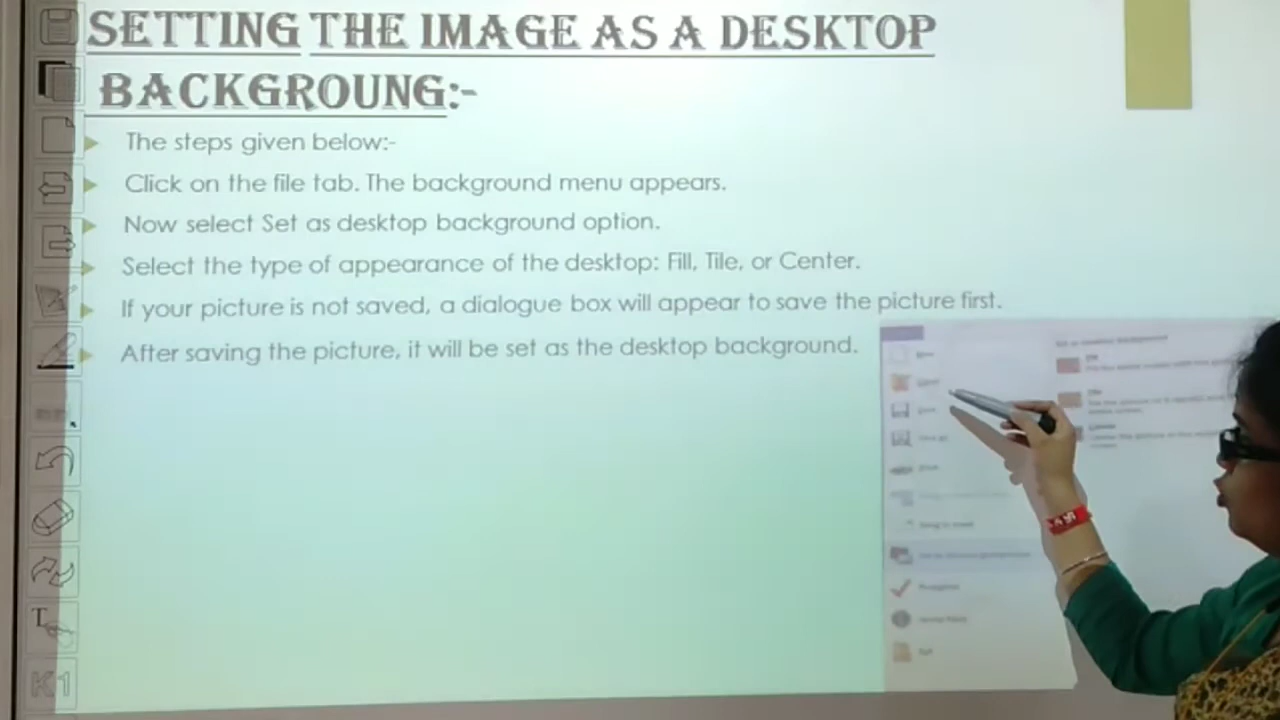 SETTING THE IMAGE AS A DESKTOP
BACKGROUNG:-
The steps given below:-
Click on the file tab. The background menu appears.
Now select Set as desktop background option.
Select the type of appearance of the desktop: Fill, Tile, or Center.
If your picture is not saved, a dialogue box will appear to save the picture first.
After saving the picture, it will be set as the desktop background.
T
K1